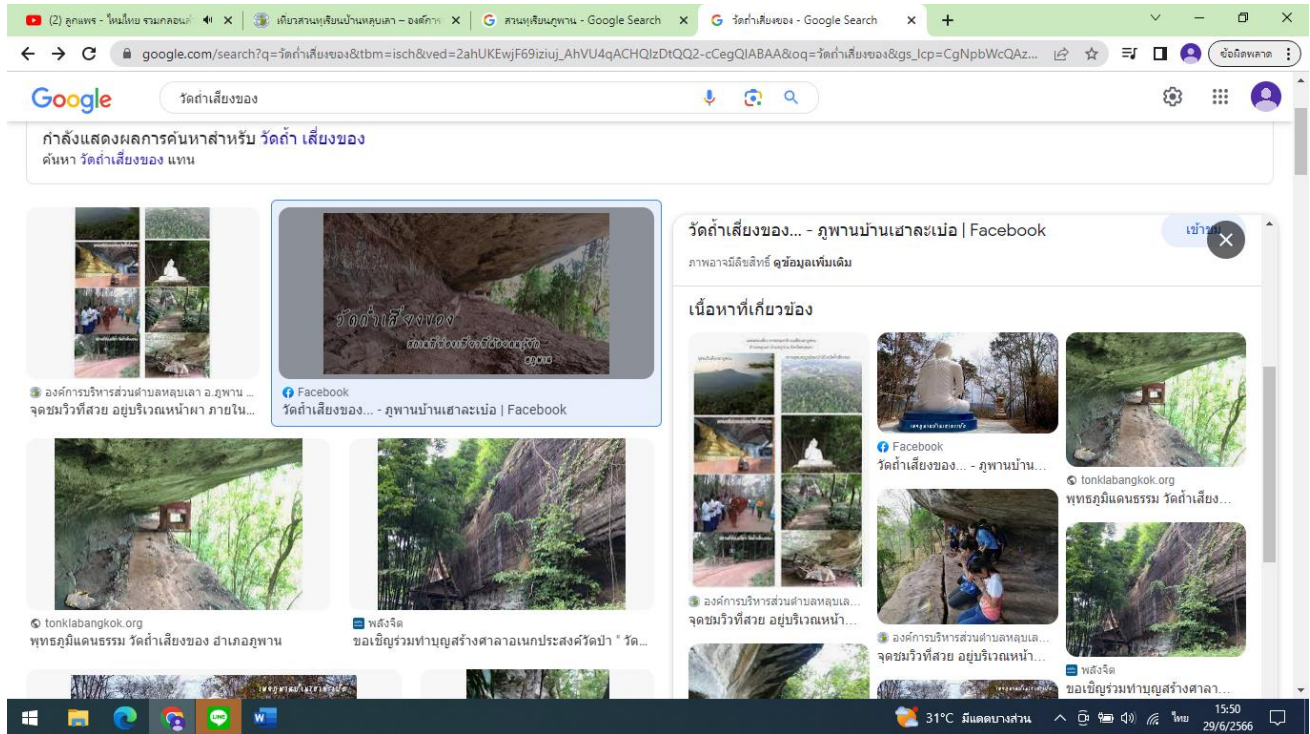 (2) ลูกแพร - ใหม่ไทย รวมกลอนลำ
เที่ยวสวนทุเรียนบ้านหลุบเลา – องค์การ
สวนทุเรียนภูพาน - Google Search
วัดถ่ำเสี่ยงของ - Google Search
google.com/search?q=วัดถ่ำเสี่ยงของ&tbm=isch&ved=2ahUKEwjF69iziuj_AhVU4qACHQIzDtQQ2-cCegQIABAA&oq=วัดถ่ำเสี่ยงของ&gs_lcp=CgNpbWcQAz...
ข้อผิดพลาด
Google
วัดถ่ำเสี่ยงของ
กำลังแสดงผลการค้นหาสำหรับ วัดถ้ำ เสี่ยงของ
ค้นหา วัดถ่ำเสี่ยงของ แทน
วัดถ้ำเสี่ยงของ
ภูพาน
องค์การบริหารส่วนตำบลหลุบเลา อ.ภูพาน ...
จุดชมวิวที่สวย อยู่บริเวณหน้าผา ภายใน...
Facebook
วัดถ้ำเสี่ยงของ... - ภูพานบ้านเฮาละเบ๋อ | Facebook
tonklabangkok.org
พุทธภูมิแดนธรรม วัดถ้ำเสี่ยงของ อำเภอภูพาน
พลังจิต
ขอเชิญร่วมทำบุญสร้างศาลาอเนกประสงค์วัดป่า " วัด...
วัดถ้ำเสี่ยงของ... - ภูพานบ้านเฮาละเบ๋อ | Facebook
เข้าชม
ภาพอาจมีลิขสิทธิ์ ดูข้อมูลเพิ่มเติม
เนื้อหาที่เกี่ยวข้อง
องค์การบริหารส่วนตำบลหลุบเล...
จุดชมวิวที่สวย อยู่บริเวณหน้า...
Facebook
วัดถ้ำเสี่ยงของ... - ภูพานบ้าน...
องค์การบริหารส่วนตำบลหลุบเล...
จุดชมวิวที่สวย อยู่บริเวณหน้า...
tonklabangkok.org
พุทธภูมิแดนธรรม วัดถ้ำเสี่ยง...
พลังจิต
ขอเชิญร่วมทำบุญสร้างศาลา...
31°C มีแดดบางส่วน
ไทย
15:50
29/6/2566